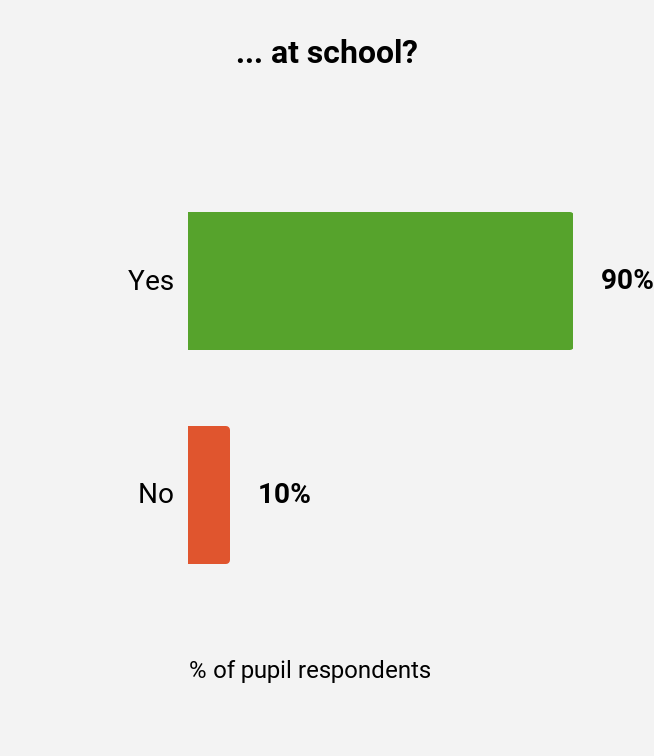 ... at school?
Yes 90%
No 10%
% of pupil respondents